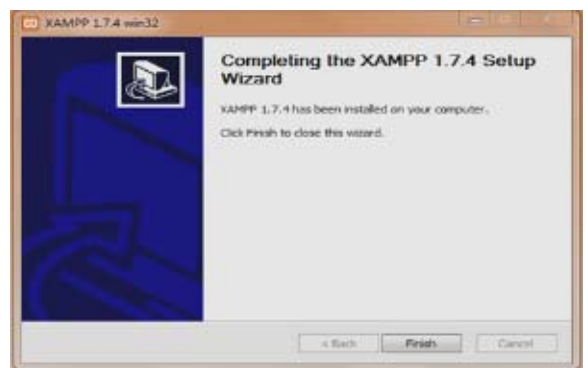 XAMPP 1.7.4 win32
Completing the XAMPP 1.7.4 Setup
Wizard
XAMPP 1.7.4 has been installed on your computer.
Click Finish to close this wizard.
< Back
Finish
Cancel